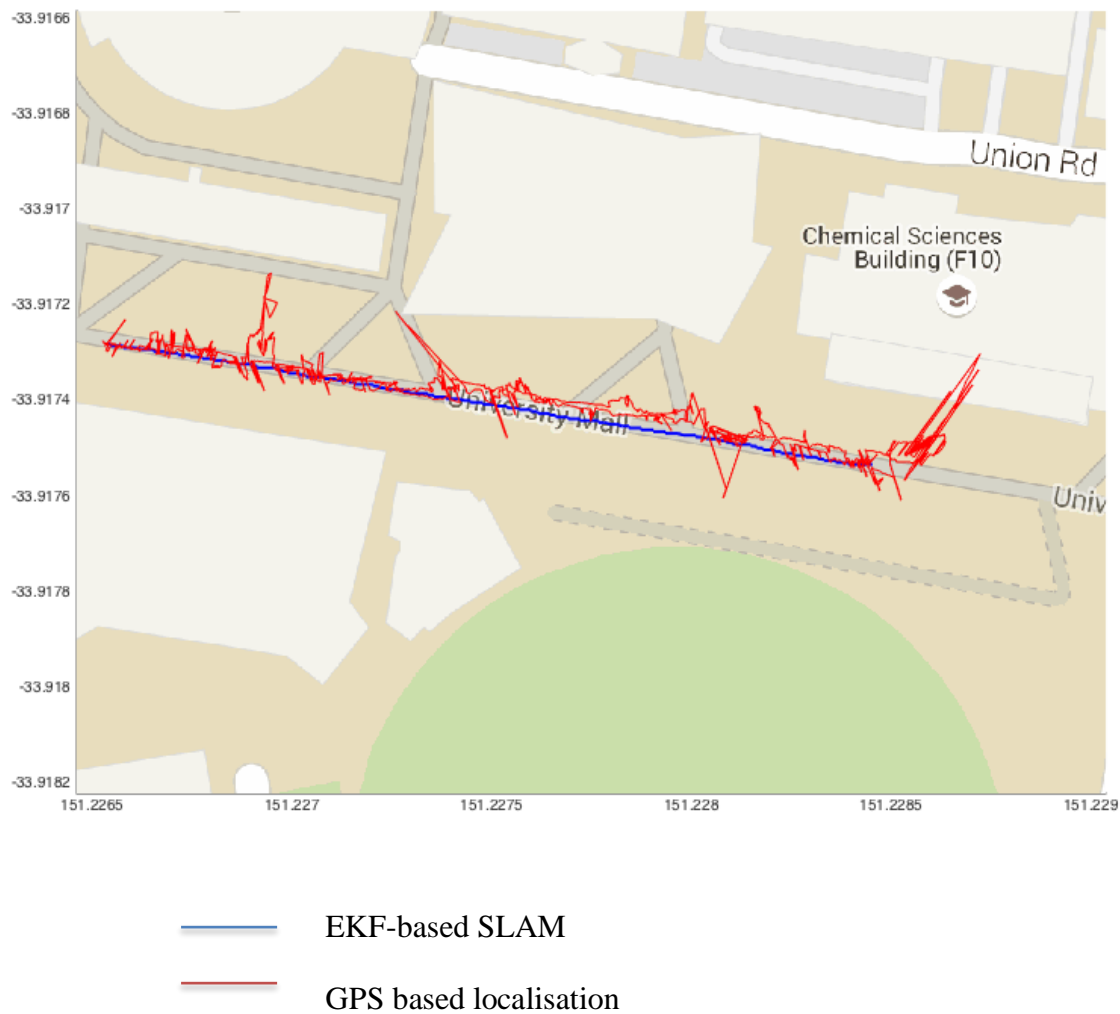 -33.9166
-33.9168
Union Rd
-33.917
Chemical Sciences
Building (F10)
-33.9172
-33.9174
University Mall
-33.9176
Univ
-33.9178
-33.918
-33.9182
151.2265 151.227 151.2275 151.228 151.2285 151.229
EKF-based SLAM
GPS based localisation